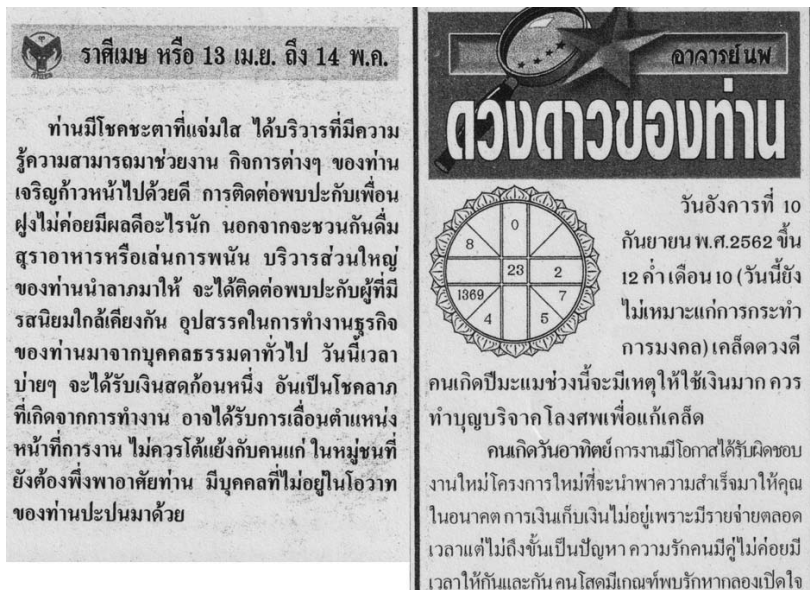 ราศีเมษ หรือ 13 เม.ย. ถึง 14 พ.ค.
ท่านมีโชคชะตาที่แจ่มใส ได้บริวารที่มีความ
รู้ความสามารถมาช่วยงาน กิจการต่างๆ ของท่าน
เจริญก้าวหน้าไปด้วยดี การติดต่อพบปะกับเพื่อน
ฝูงไม่ค่อยมีผลดีอะไรนัก นอกจากจะชวนกันดื่ม
สุราอาหารหรือเล่นการพนัน บริวารส่วนใหญ่
ของท่านนำลาภมาให้ จะได้ติดต่อพบปะกับผู้ที่มี
รสนิยมใกล้เคียงกัน อุปสรรคในการทำงานธุรกิจ
ของท่านมาจากบุคคลธรรมดาทั่วไป วันนี้เวลา
บ่ายๆ จะได้รับเงินสดก้อนหนึ่ง อันเป็นโชคลาภ
ที่เกิดจากการทำงาน อาจได้รับการเลื่อนตำแหน่ง
หน้าที่การงาน ไม่ควรโต้แย้งกับคนแก่ ในหมู่ชนที่
ยังต้องพึ่งพาอาศัยท่าน มีบุคคลที่ไม่อยู่ในโอวาท
ของท่านปะปนมาด้วย
อาจารย์นพ
ดวงดาวของท่าน
0
8
23
2
1369
7
4
5
วันอังการที่ 10
กันยายน พ.ศ.2562 ขึ้น
12 ค่ำ เดือน 10 (วันนี้ยัง
ไม่เหมาะแก่การกระทำ
การมงคล) เคล็ดดวงดี
คนเกิดปีมะแมช่วงนี้จะมีเหตุให้ใช้เงินมาก ควร
ทำบุญบริจาคโลงศพเพื่อแก้เคล็ด
คนเกิดวันอาทิตย์ การงานมีโอกาสได้รับผิดชอบ
งานใหม่โครงการใหม่ที่จะนำพาความสำเร็จมาให้คุณ
ในอนาคต การเงินเก็บเงินไม่อยู่เพราะมีรายจ่ายตลอด
เวลาแต่ไม่ถึงขั้นเป็นปัญหา ความรักคนมีคู่ไม่ค่อยมี
เวลาให้กันและกัน คนโสดมีเกณฑ์พบรักหากลองเปิดใจ